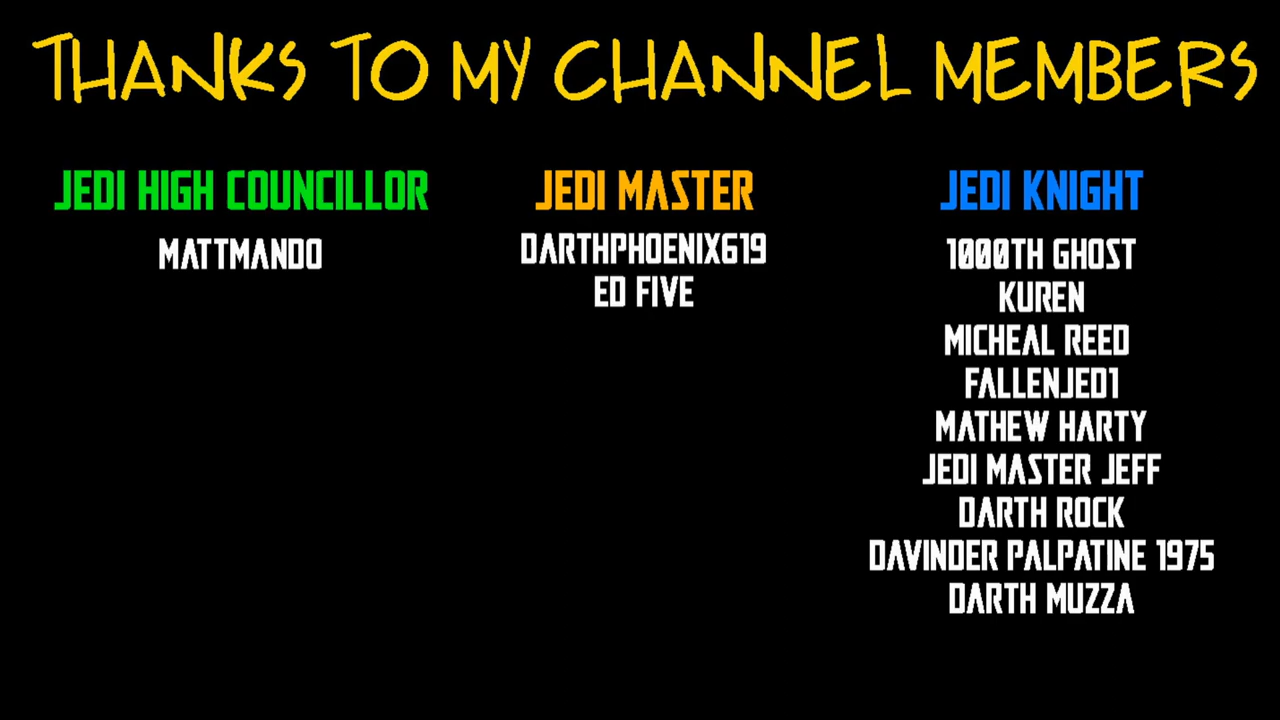 THANKS TO MY CHANNEL MEMBERS
JEDI HIGH COUNCILLOR
MATTMANDO
JEDI MASTER
DARTHPHOENIX619
ED FIVE
JEDI KNIGHT
1000TH GHOST
KUREN
MICHEAL REED
FALLENJED1
MATHEW HARTY
JEDI MASTER JEFF
DARTH ROCK
DAVINDER PALPATINE 1975
DARTH MUZZA